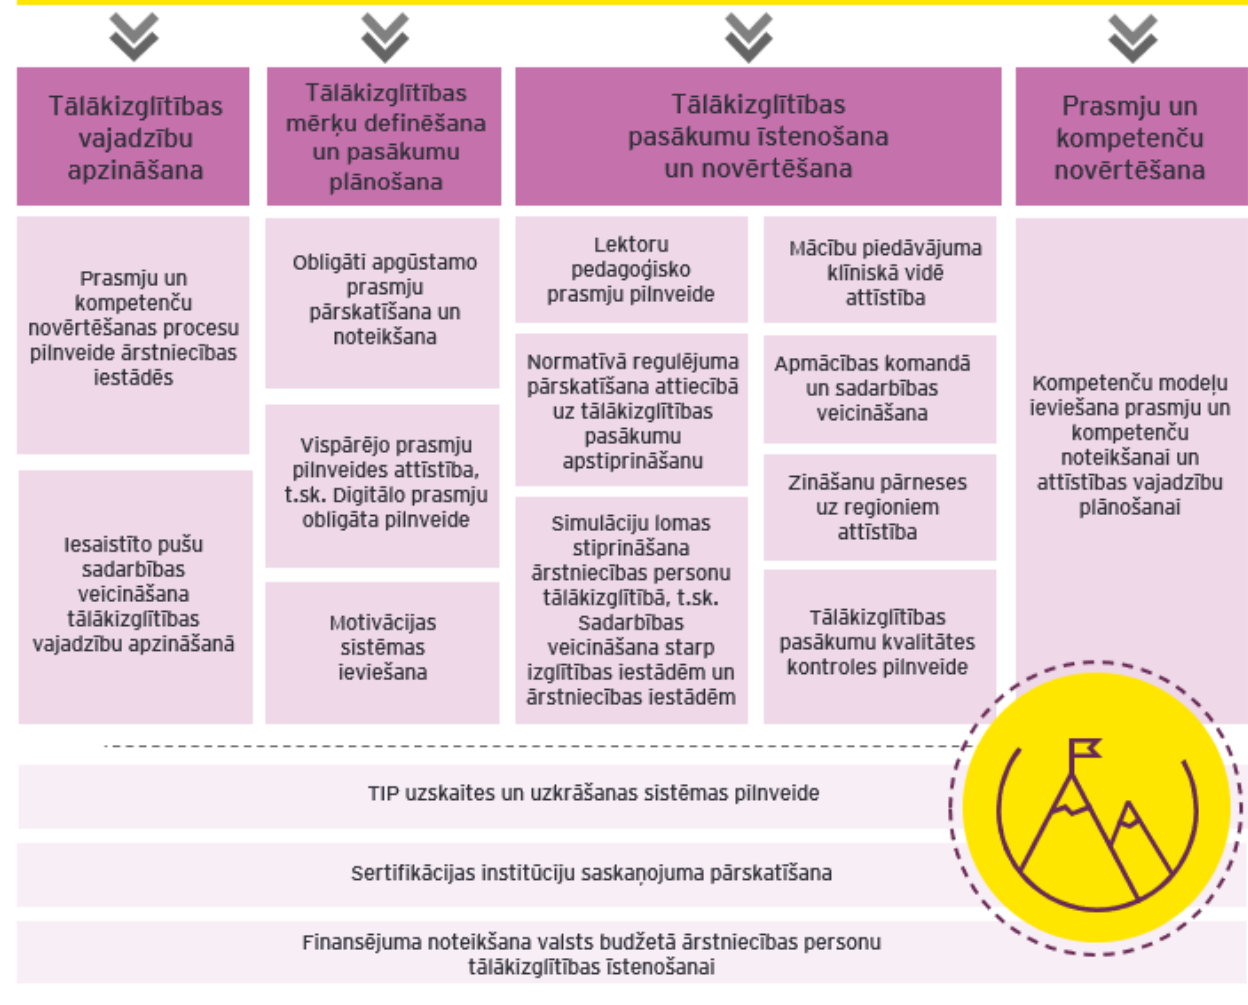 Tālākizglītības
vajadzību
apzināšana
Tālākizglītības
mērķu definēšana
un pasākumu
plānošana
Tālākizglītības
pasākumu īstenošana
un novērtēšana
Prasmju un
kompetenču
novērtēšana
Prasmju un
kompetenču
novērtēšanas procesu
pilnveide ārstniecības
iestādēs
Iesaistīto pušu
sadarbības
veicināšana
tālākizglītības
vajadzību apzināšanā
Obligāti apgūstamo
prasmju
pārskatīšana un
noteikšana
Vispārējo prasmju
pilnveides attīstība,
t.sk. Digitālo prasmju
obligāta pilnveide
Motivācijas
sistēmas
ieviešana
Lektoru
pedagoģisko
prasmju pilnveide
Normatīvā regulējuma
pārskatīšana attiecībā
uz tālākizglītības
pasākumu
apstiprināšanu
Simulāciju lomas
stiprināšana
ārstniecības personu
tālākizglītībā, t.sk.
Sadarbības
veicināšana starp
izglītības iestādēm un
ārstniecības iestādēm
Mācību piedāvājuma
klīniskā vidē
attīstība
Apmācības komandā
un sadarbības
veicināšana
Zināšanu pārneses
uz regioniem
attīstība
Tālākizglītības
pasākumu kvalitātes
kontroles pilnveide
Kompetenču modeļu
ieviešana prasmju un
kompetenču
noteikšanai un
attīstības vajadzību
plānošanai
TIP uzskaites un uzkrāšanas sistēmas pilnveide
Sertifikācijas institūciju saskaņojuma pārskatīšana
Finansējuma noteikšana valsts budžetā ārstniecības personu
tālākizglītības īstenošanai